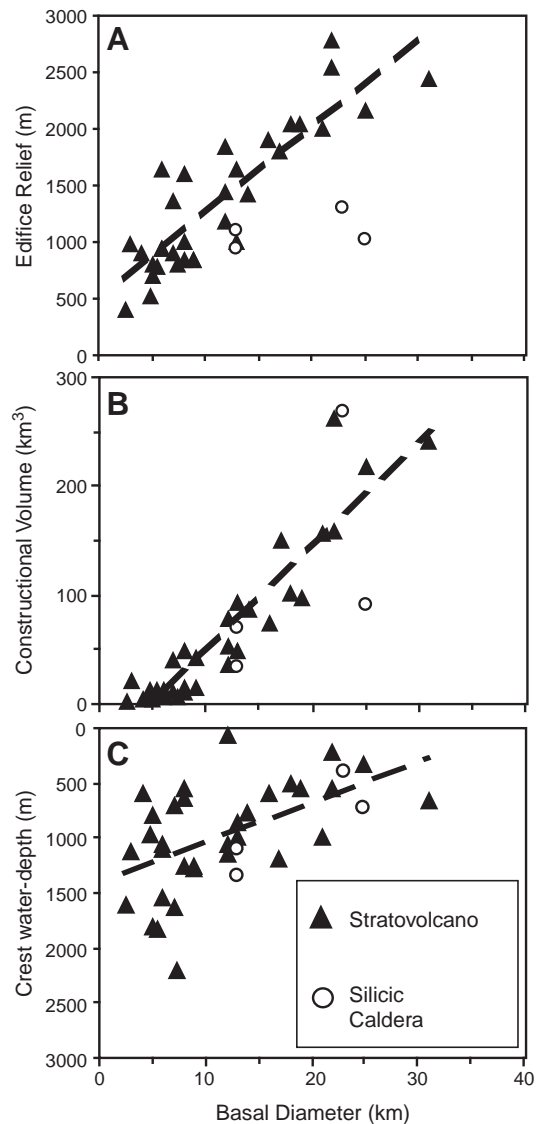 A
3000
2500
2000
1500
1000
500
0
Edifice Relief (m)
B
300
200
100
0
Constructional Volume (km³)
C
0
500
1000
1500
2000
2500
3000
Crest water-depth (m)
Stratovolcano
Silicic
Caldera
0 10 20 30 40
Basal Diameter (km)